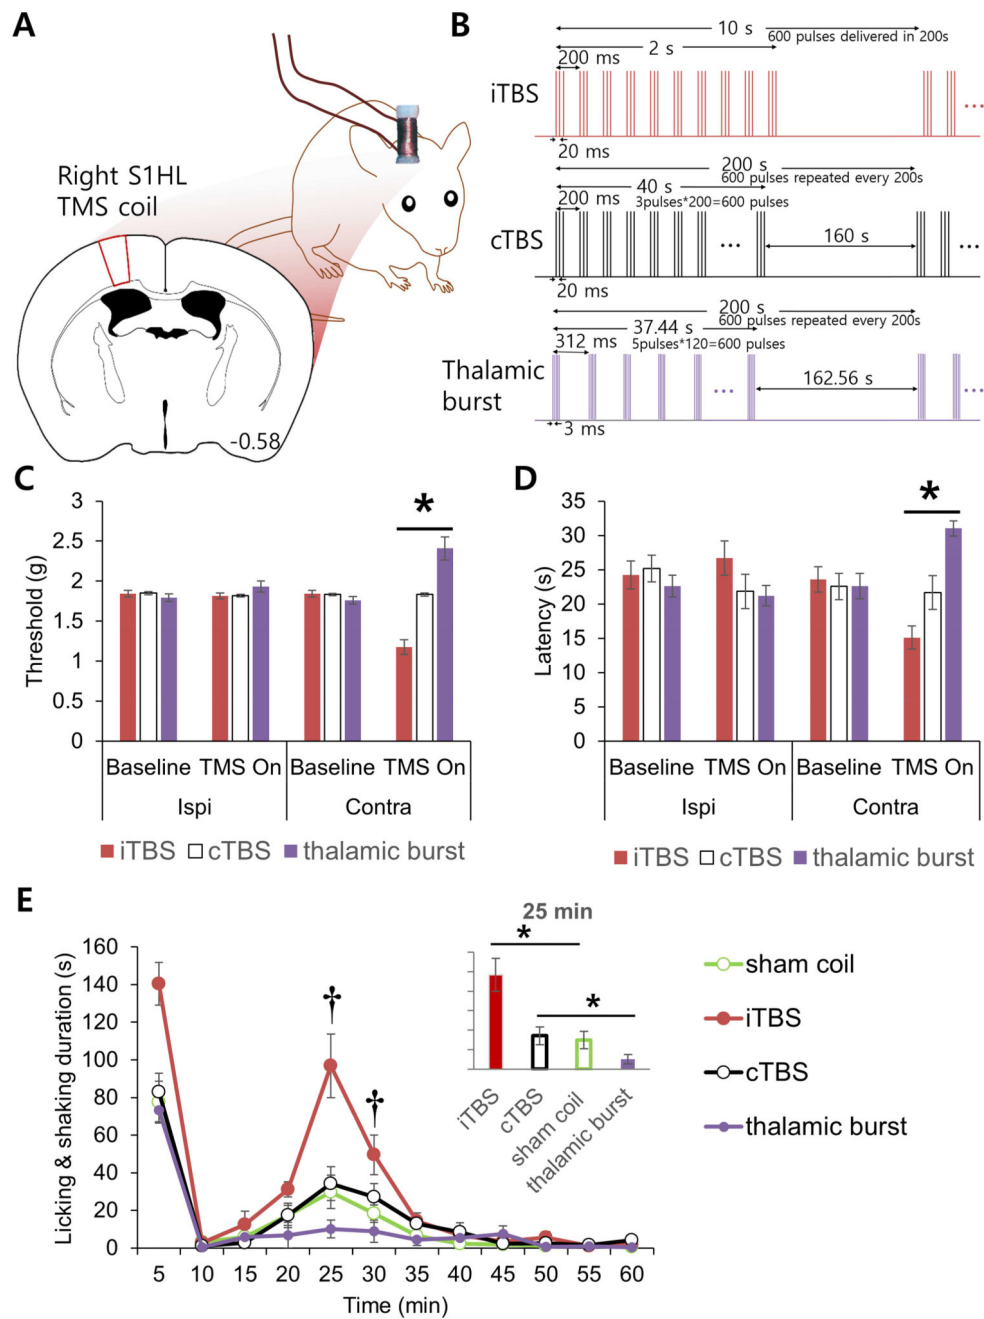 A
Right S1HL
TMS coil
-0.58
B
10 s
600 pulses delivered in 200s
2 s
200 ms
iTBS
...
20 ms
200 s
600 pulses repeated every 200s
40 s
200 ms
3pulses*200=600 pulses
cTBS
...
160 s
...
20 ms
200 s
600 pulses repeated every 200s
37.44 s
312 ms
5pulses*120=600 pulses
Thalamic
burst
...
162.56 s
...
3 ms
C
Threshold (g)
3
2.5
2
1.5
1
0.5
0
*
Baseline TMS On Baseline TMS On
Ispi Contra
iTBS cTBS thalamic burst
D
Latency (s)
35
30
25
20
15
10
5
0
*
Baseline TMS On Baseline TMS On
Ispi Contra
iTBS cTBS thalamic burst
E
Licking & shaking duration (s)
160
140
120
100
80
60
40
20
0
†
†
5 10 15 20 25 30 35 40 45 50 55 60
Time (min)
25 min
*
*
iTBS
cTBS
sham coil
thalamic burst
sham coil
iTBS
cTBS
thalamic burst